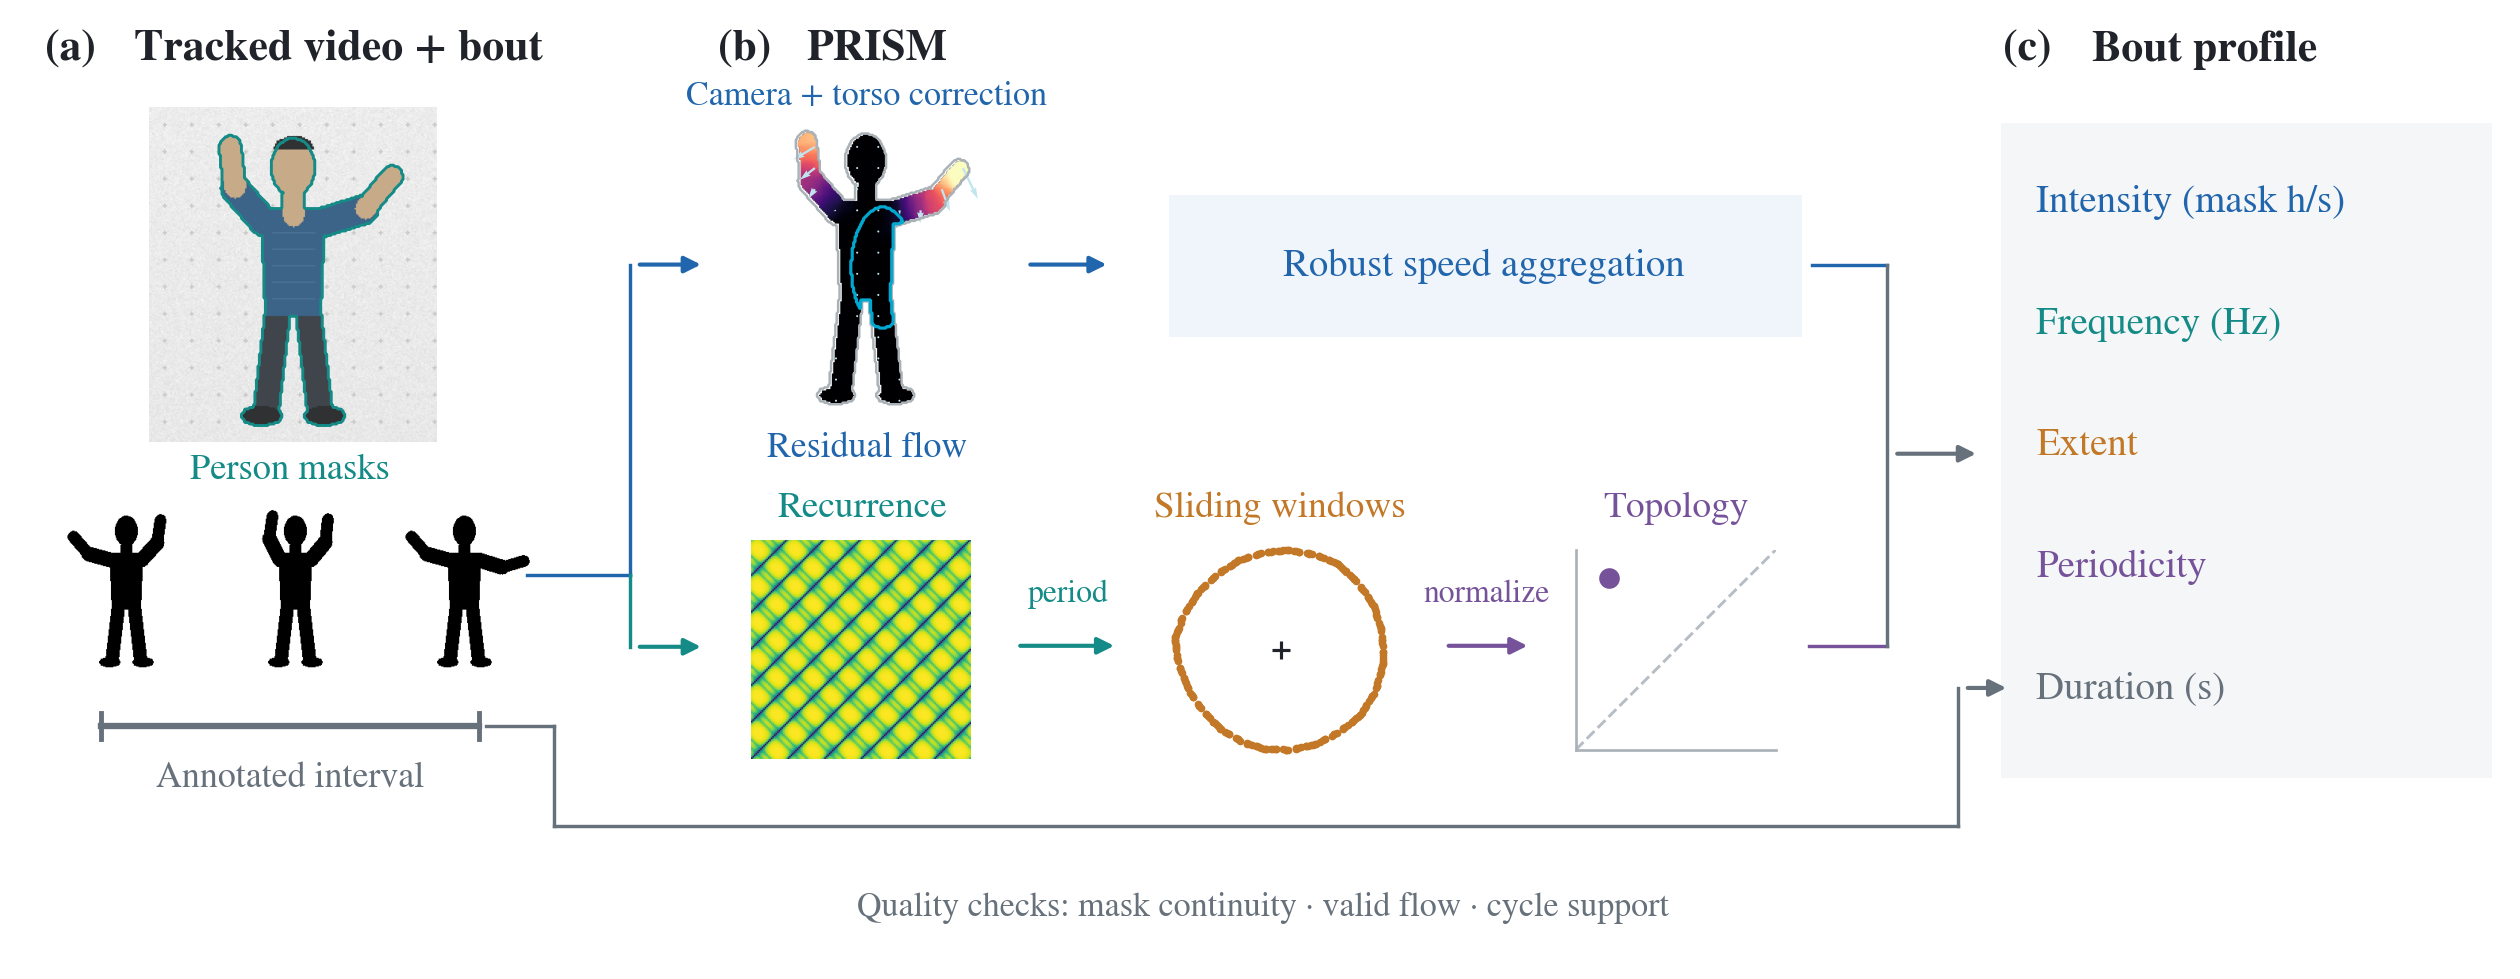 (a) Tracked video + bout
Person masks
Annotated interval
(b) PRISM
Camera + torso correction
Residual flow
Robust speed aggregation
Recurrence
period
Sliding windows
normalize
Topology
(c) Bout profile
Intensity (mask h/s)
Frequency (Hz)
Extent
Periodicity
Duration (s)
Quality checks: mask continuity · valid flow · cycle support